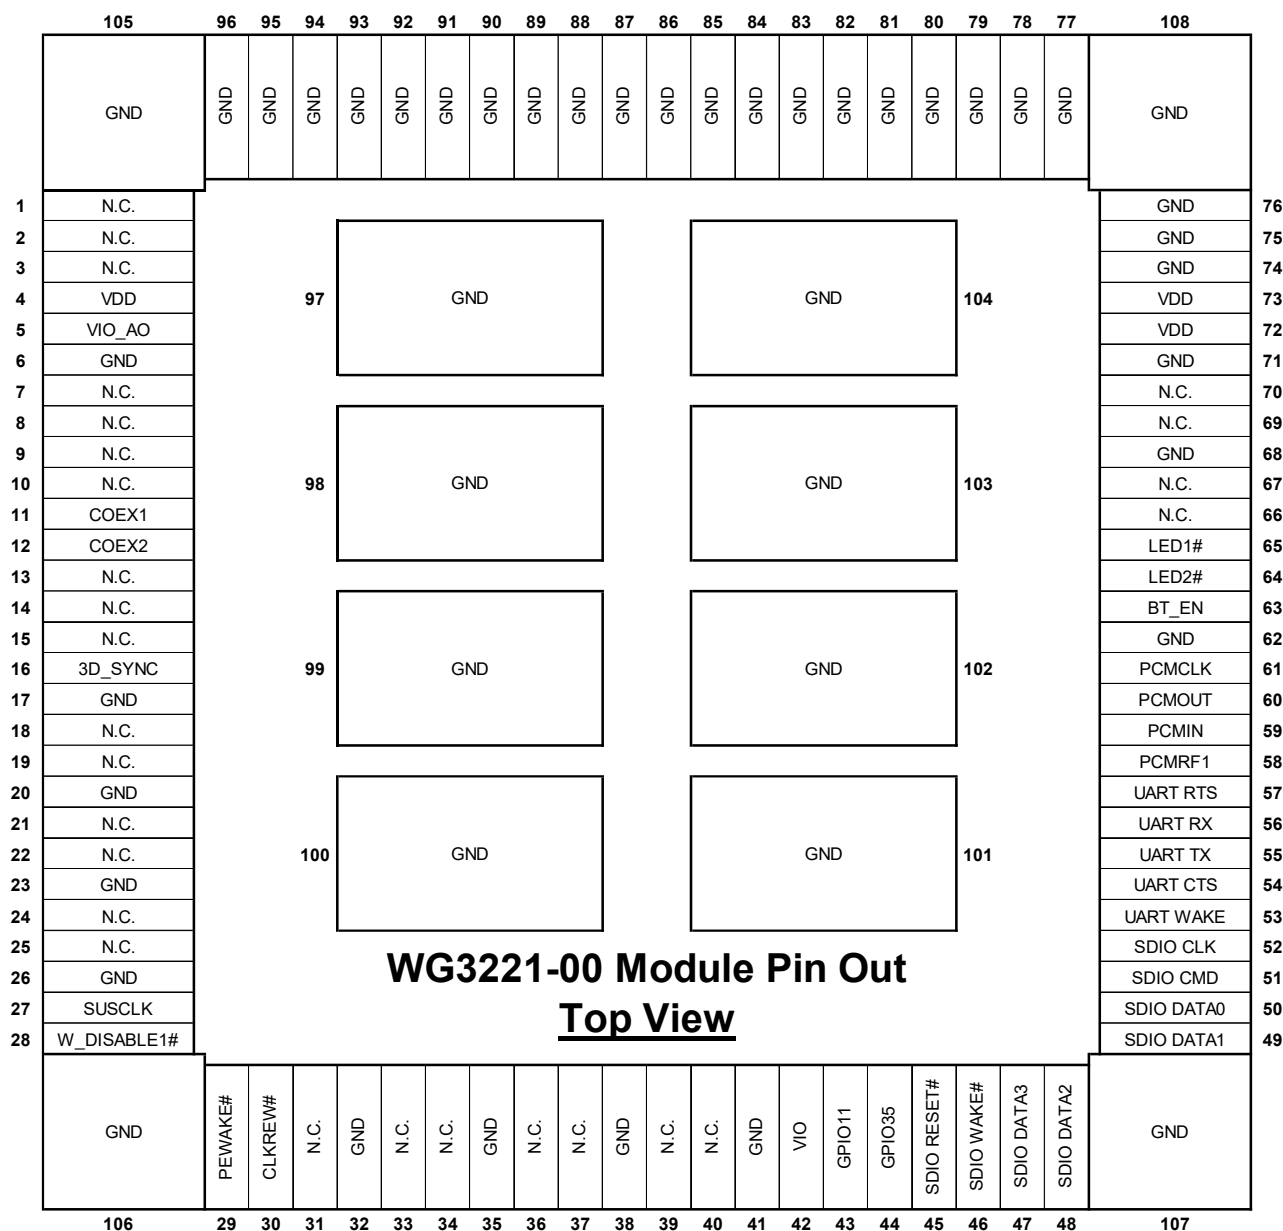 105 96 95 94 93 92 91 90 89 88 87 86 85 84 83 82 81 80 79 78 77 108
GND GND GND GND GND GND GND GND GND GND GND GND GND GND GND GND GND GND GND GND GND GND
1 N.C. GND 76
2 N.C. GND 75
3 N.C. GND 74
4 VDD 97 GND GND 104 VDD 73
5 VIO_AO VDD 72
6 GND GND 71
7 N.C. N.C. 70
8 N.C. N.C. 69
9 N.C. GND 68
10 N.C. 98 GND GND 103 N.C. 67
11 COEX1 N.C. 66
12 COEX2 LED1# 65
13 N.C. LED2# 64
14 N.C. BT_EN 63
15 N.C. GND 62
16 3D_SYNC 99 GND GND 102 PCMCLK 61
17 GND PCMOUT 60
18 N.C. PCMIN 59
19 N.C. PCMRF1 58
20 GND UART RTS 57
21 N.C. UART RX 56
22 N.C. 100 GND GND 101 UART TX 55
23 GND UART CTS 54
24 N.C. UART WAKE 53
25 N.C. SDIO CLK 52
26 GND SDIO CMD 51
27 SUSCLK SDIO DATA0 50
28 W_DISABLE1# SDIO DATA1 49
WG3221-00 Module Pin Out
Top View
GND PEWAKE# CLKREW# N.C. GND N.C. N.C. GND N.C. N.C. GND N.C. N.C. GND VIO GPIO11 GPIO35 SDIO RESET# SDIO WAKE# SDIO DATA3 SDIO DATA2 GND
106 29 30 31 32 33 34 35 36 37 38 39 40 41 42 43 44 45 46 47 48 107